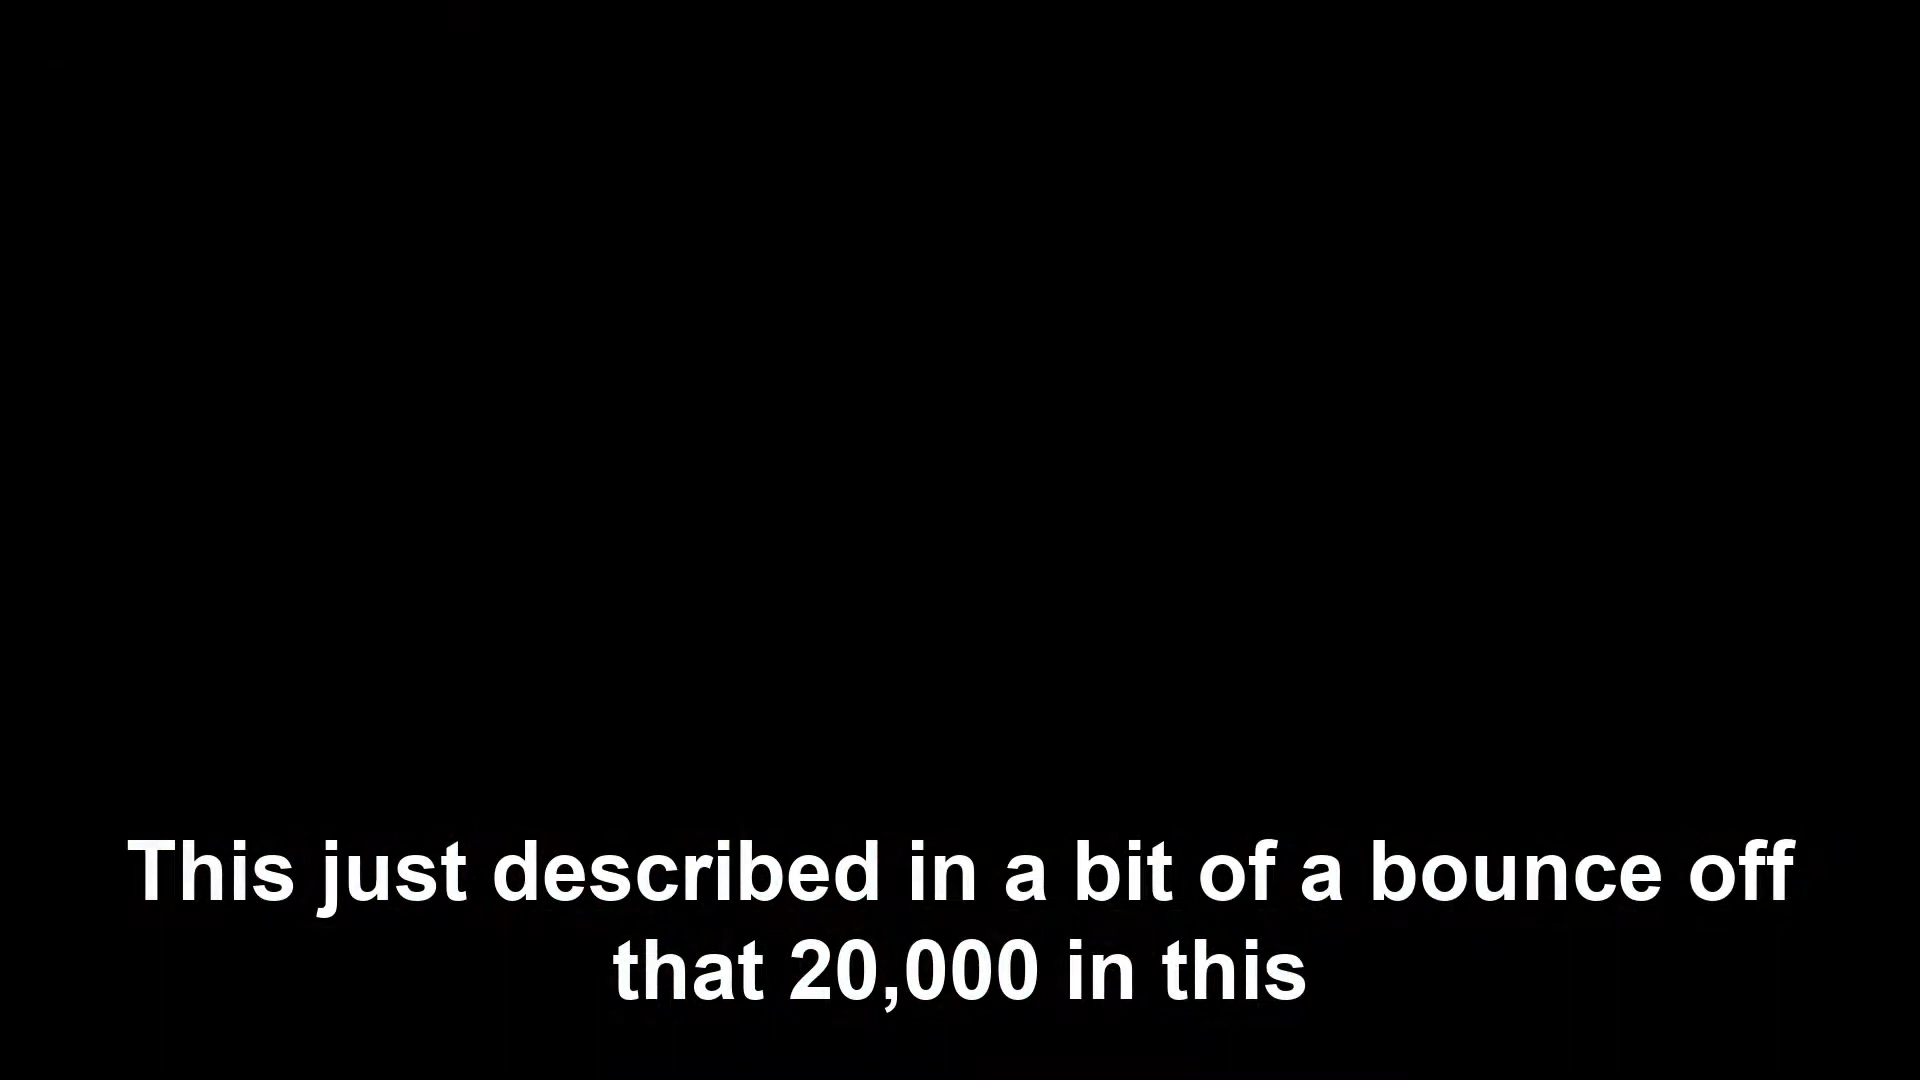 This just described in a bit of a bounce off
that 20,000 in this